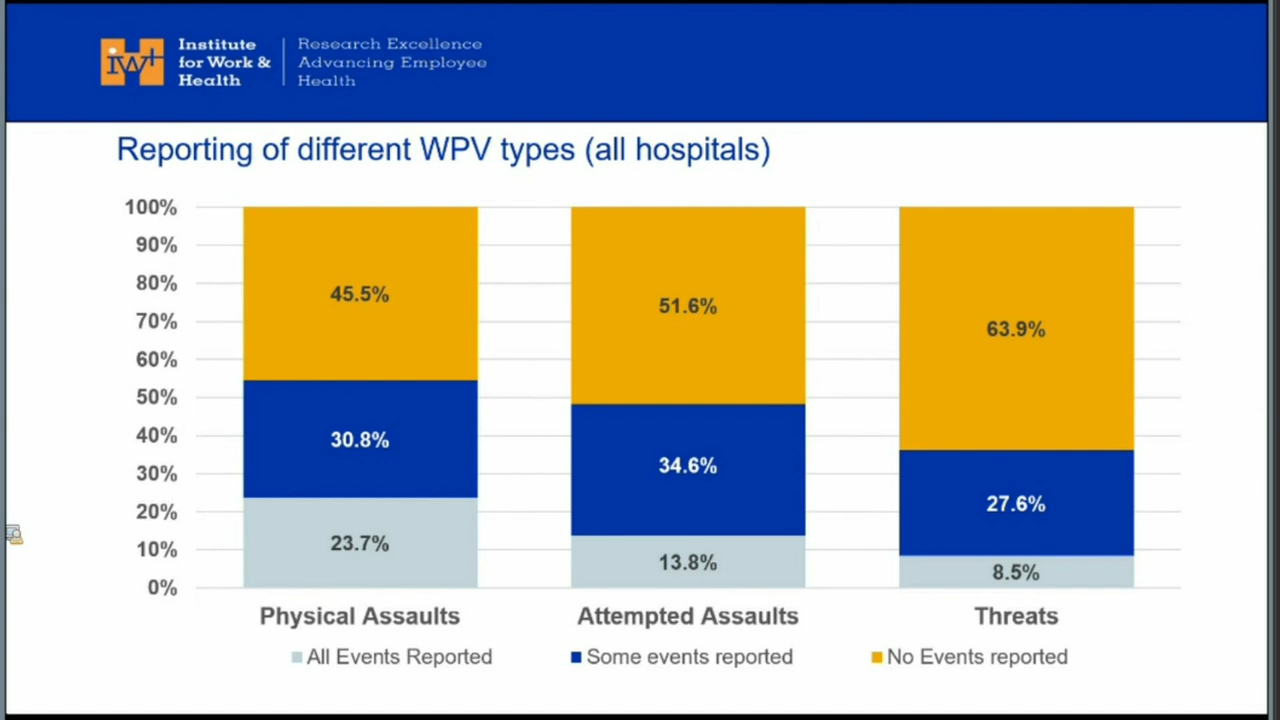 iw+
Institute
for Work &
Health
Research Excellence
Advancing Employee
Health
Reporting of different WPV types (all hospitals)
100%
90%
80%
70%
60%
50%
40%
30%
20%
10%
0%
45.5%
30.8%
23.7%
51.6%
34.6%
13.8%
63.9%
27.6%
8.5%
Physical Assaults
Attempted Assaults
Threats
All Events Reported
Some events reported
No Events reported